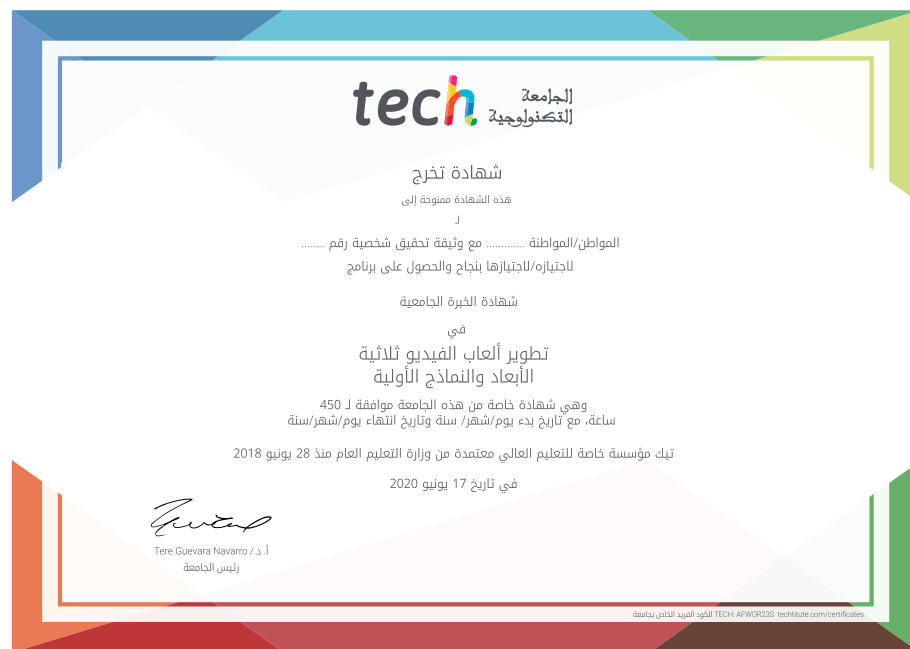 tech الجامعة
التكنولوجية
شهادة تخرج
هذه الشهادة ممنوحة إلى
لـ
المواطن/المواطنة ............ مع وثيقة تحقيق شخصية رقم ........
لاجتيازه/لاجتيازها بنجاح والحصول على برنامج
شهادة الخبرة الجامعية
في
تطوير ألعاب الفيديو ثلاثية
الأبعاد والنماذج الأولية
وهي شهادة خاصة من هذه الجامعة موافقة لـ 450
ساعة، مع تاريخ بدء يوم/شهر/ سنة وتاريخ انتهاء يوم/شهر/سنة
تيك مؤسسة خاصة للتعليم العالي معتمدة من وزارة التعليم العام منذ 28 يونيو 2018
في تاريخ 17 يونيو 2020
أ. د./ Tere Guevara Navarro
رئيس الجامعة
الكود الفريد الخاص بجامعة TECH: AFWOR23S techtitute.com/certificates